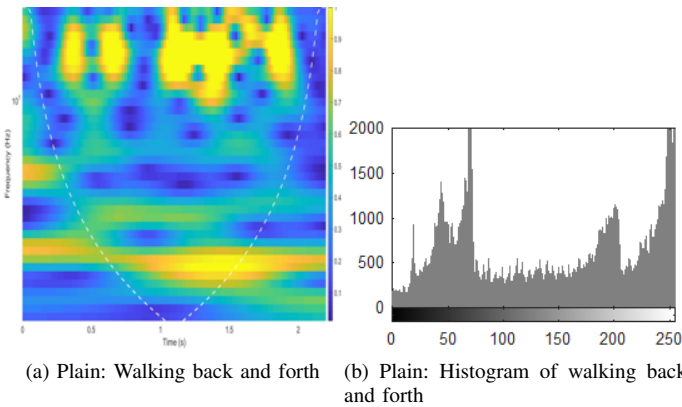 1
0.9
0.8
0.7
0.6
0.5
0.4
0.3
0.2
0.1
Frequency (Hz)
0 0.5 1 1.5 2
Time (s)
(a) Plain: Walking back and forth
2000
1500
1000
500
0
0 50 100 150 200 250
(b) Plain: Histogram of walking back
and forth